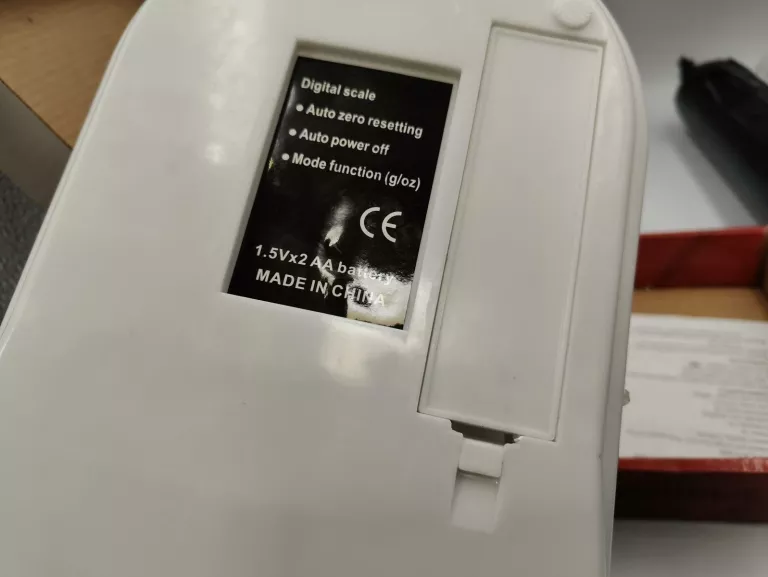 Digital scale
• Auto zero resetting
• Auto power off
• Mode function (g/oz)
CE
1.5Vx2 AA battery
MADE IN CHINA